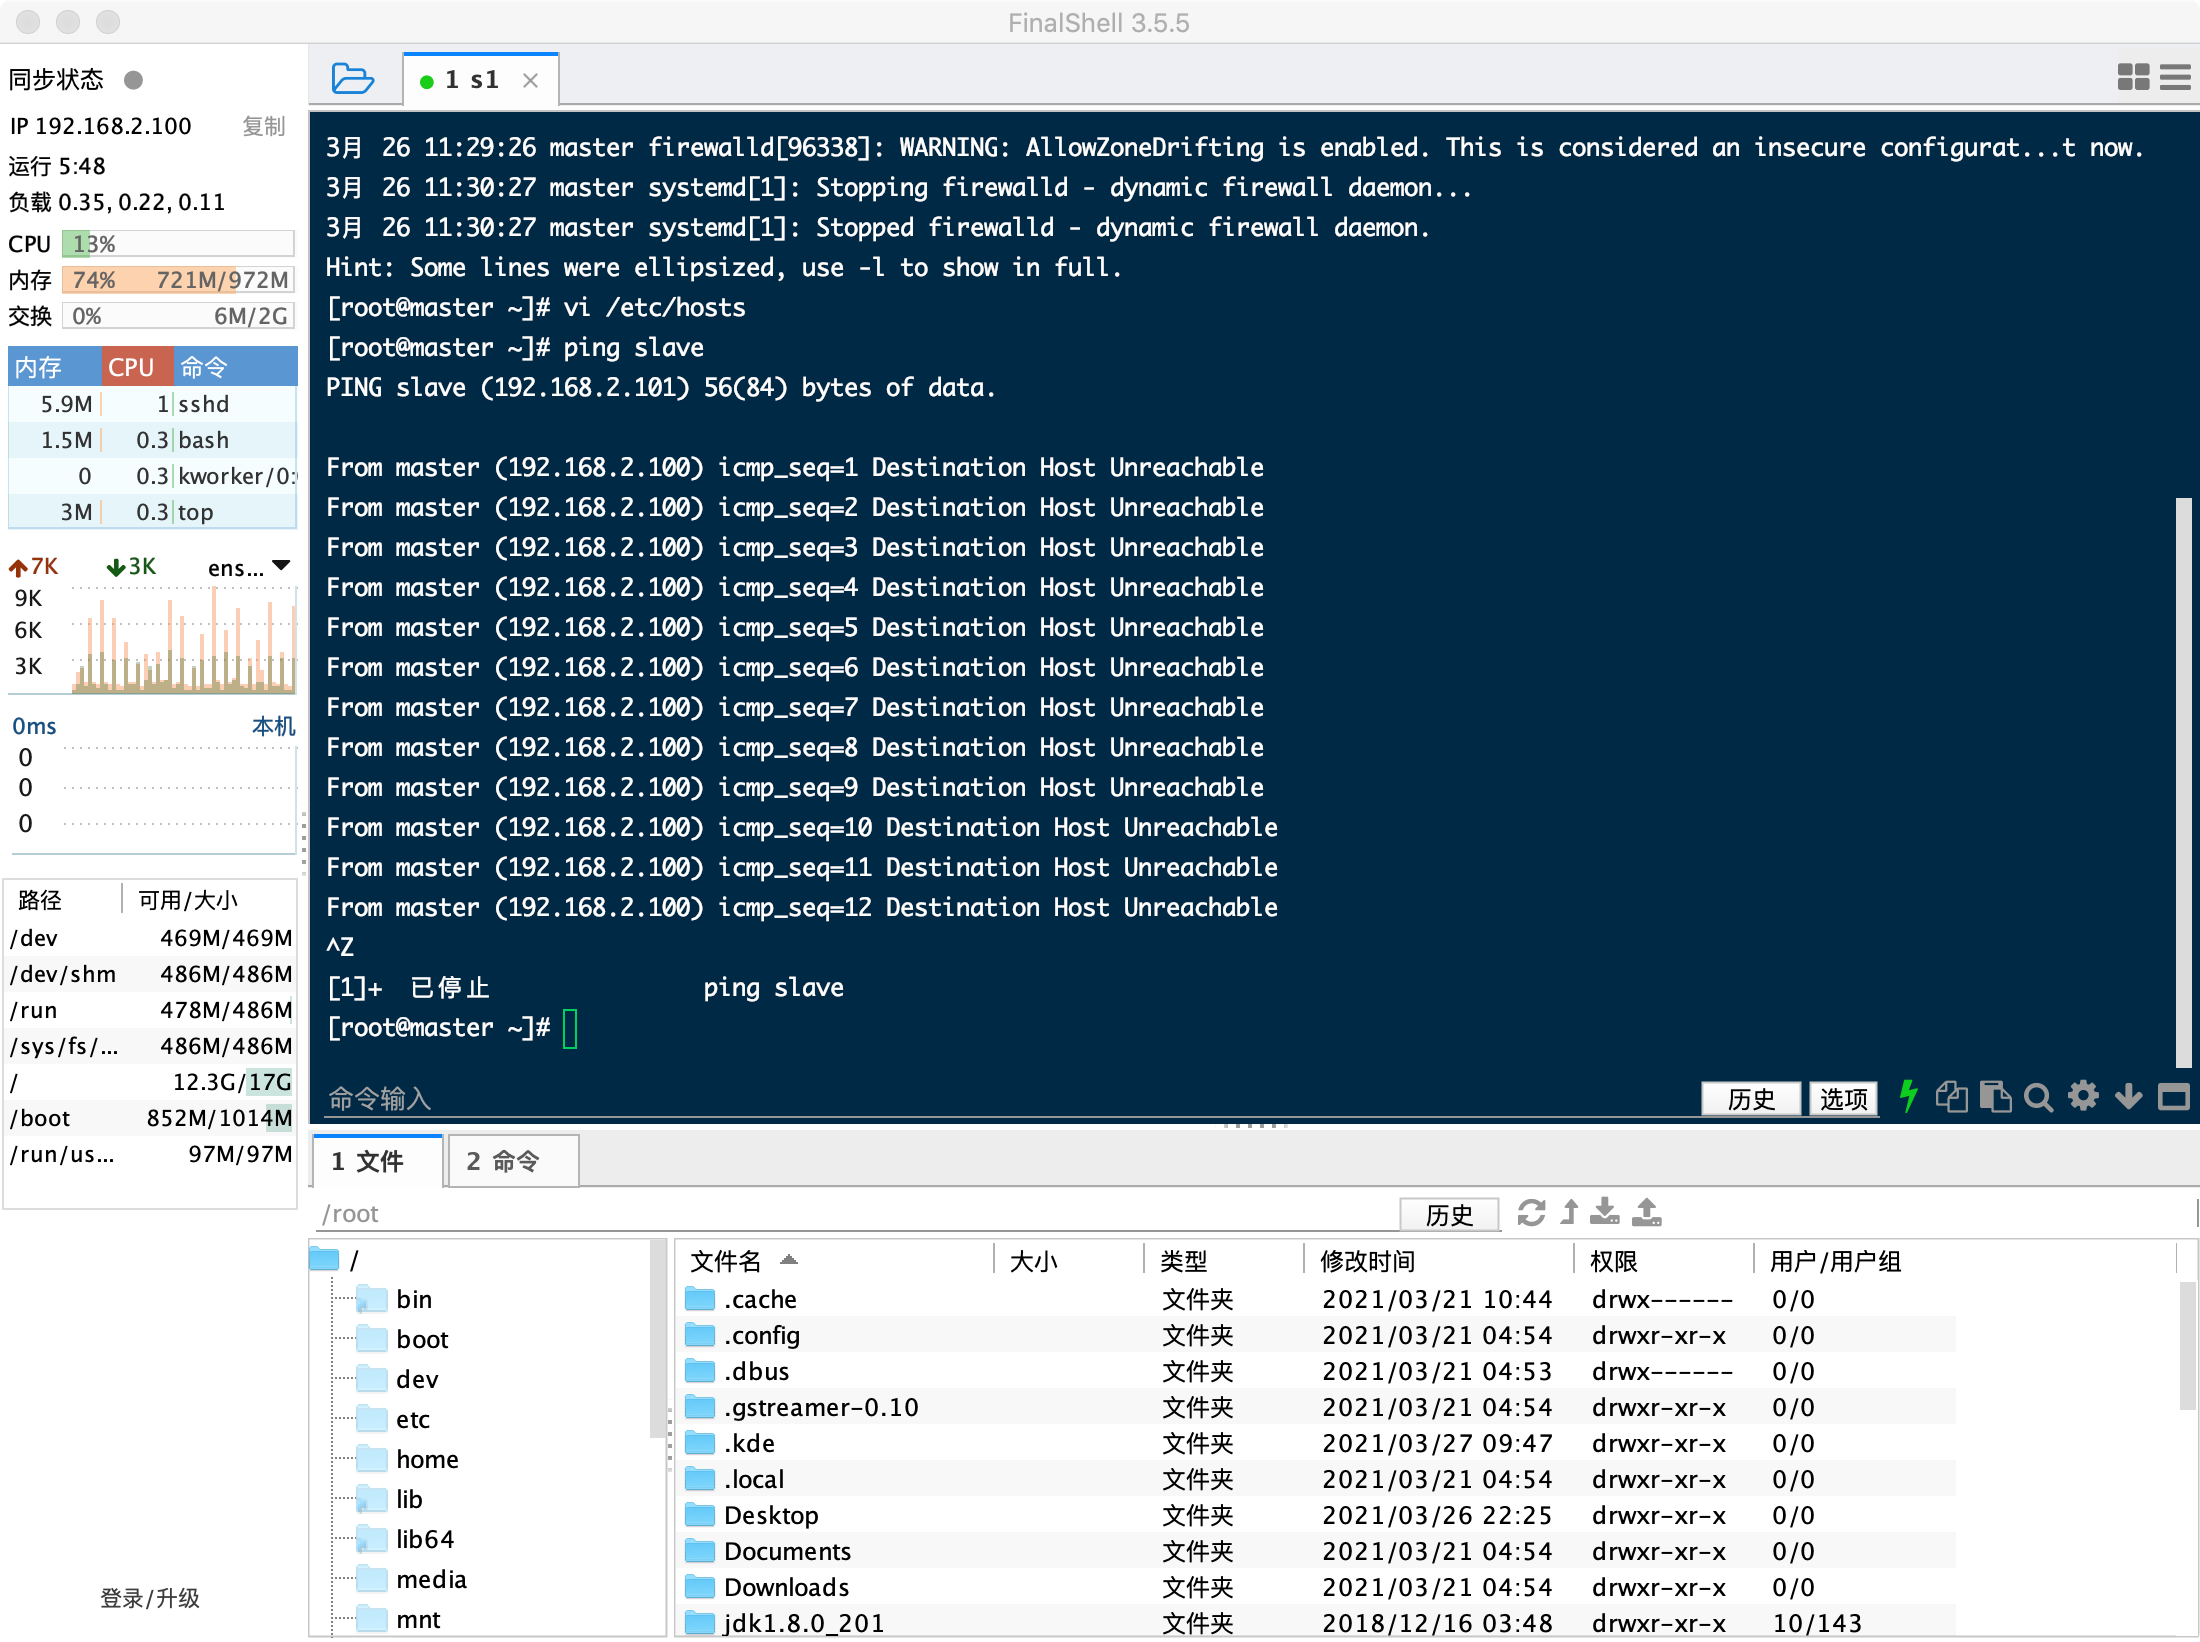 FinalShell 3.5.5
同步状态
IP 192.168.2.100 复制
运行 5:48
负载 0.35, 0.22, 0.11
CPU 13%
内存 74% 721M/972M
交换 0% 6M/2G
内存 CPU 命令
5.9M 1 sshd
1.5M 0.3 bash
0 0.3 kworker/0:
3M 0.3 top
7K 3K ens...
9K
6K
3K
0ms 本机
0
0
0
路径 可用/大小
/dev 469M/469M
/dev/shm 486M/486M
/run 478M/486M
/sys/fs/... 486M/486M
/ 12.3G/17G
/boot 852M/1014M
/run/us... 97M/97M
登录/升级
1 s1
3月 26 11:29:26 master firewalld[96338]: WARNING: AllowZoneDrifting is enabled. This is considered an insecure configurat...t now.
3月 26 11:30:27 master systemd[1]: Stopping firewalld - dynamic firewall daemon...
3月 26 11:30:27 master systemd[1]: Stopped firewalld - dynamic firewall daemon.
Hint: Some lines were ellipsized, use -l to show in full.
[root@master ~]# vi /etc/hosts
[root@master ~]# ping slave
PING slave (192.168.2.101) 56(84) bytes of data.
From master (192.168.2.100) icmp_seq=1 Destination Host Unreachable
From master (192.168.2.100) icmp_seq=2 Destination Host Unreachable
From master (192.168.2.100) icmp_seq=3 Destination Host Unreachable
From master (192.168.2.100) icmp_seq=4 Destination Host Unreachable
From master (192.168.2.100) icmp_seq=5 Destination Host Unreachable
From master (192.168.2.100) icmp_seq=6 Destination Host Unreachable
From master (192.168.2.100) icmp_seq=7 Destination Host Unreachable
From master (192.168.2.100) icmp_seq=8 Destination Host Unreachable
From master (192.168.2.100) icmp_seq=9 Destination Host Unreachable
From master (192.168.2.100) icmp_seq=10 Destination Host Unreachable
From master (192.168.2.100) icmp_seq=11 Destination Host Unreachable
From master (192.168.2.100) icmp_seq=12 Destination Host Unreachable
^Z
[1]+ 已停止 ping slave
[root@master ~]#
命令输入 历史 选项
1 文件 2 命令
/root 历史
/
bin
boot
dev
etc
home
lib
lib64
media
mnt
文件名 大小 类型 修改时间 权限 用户/用户组
.cache 文件夹 2021/03/21 10:44 drwx------ 0/0
.config 文件夹 2021/03/21 04:54 drwxr-xr-x 0/0
.dbus 文件夹 2021/03/21 04:53 drwx------ 0/0
.gstreamer-0.10 文件夹 2021/03/21 04:54 drwxr-xr-x 0/0
.kde 文件夹 2021/03/27 09:47 drwxr-xr-x 0/0
.local 文件夹 2021/03/21 04:54 drwxr-xr-x 0/0
Desktop 文件夹 2021/03/26 22:25 drwxr-xr-x 0/0
Documents 文件夹 2021/03/21 04:54 drwxr-xr-x 0/0
Downloads 文件夹 2021/03/21 04:54 drwxr-xr-x 0/0
jdk1.8.0_201 文件夹 2018/12/16 03:48 drwxr-xr-x 10/143